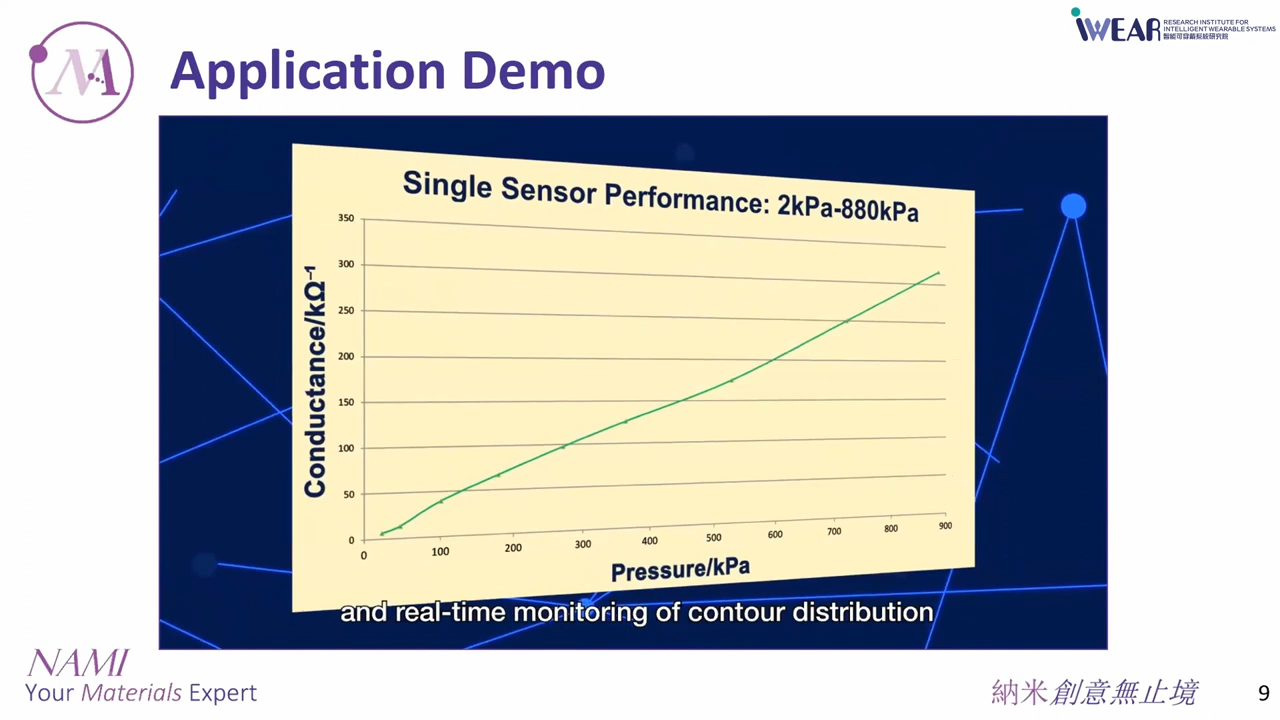 iWEAR
RESEARCH INSTITUTE FOR
INTELLIGENT WEARABLE SYSTEMS
智能可穿戴系統研究院
Application Demo
Single Sensor Performance: 2kPa-880kPa
Conductance/kΩ⁻¹
350
300
250
200
150
100
50
0
0
100
200
300
400
500
600
700
800
900
Pressure/kPa
and real-time monitoring of contour distribution
NAMI
Your Materials Expert
納米創意無止境
9